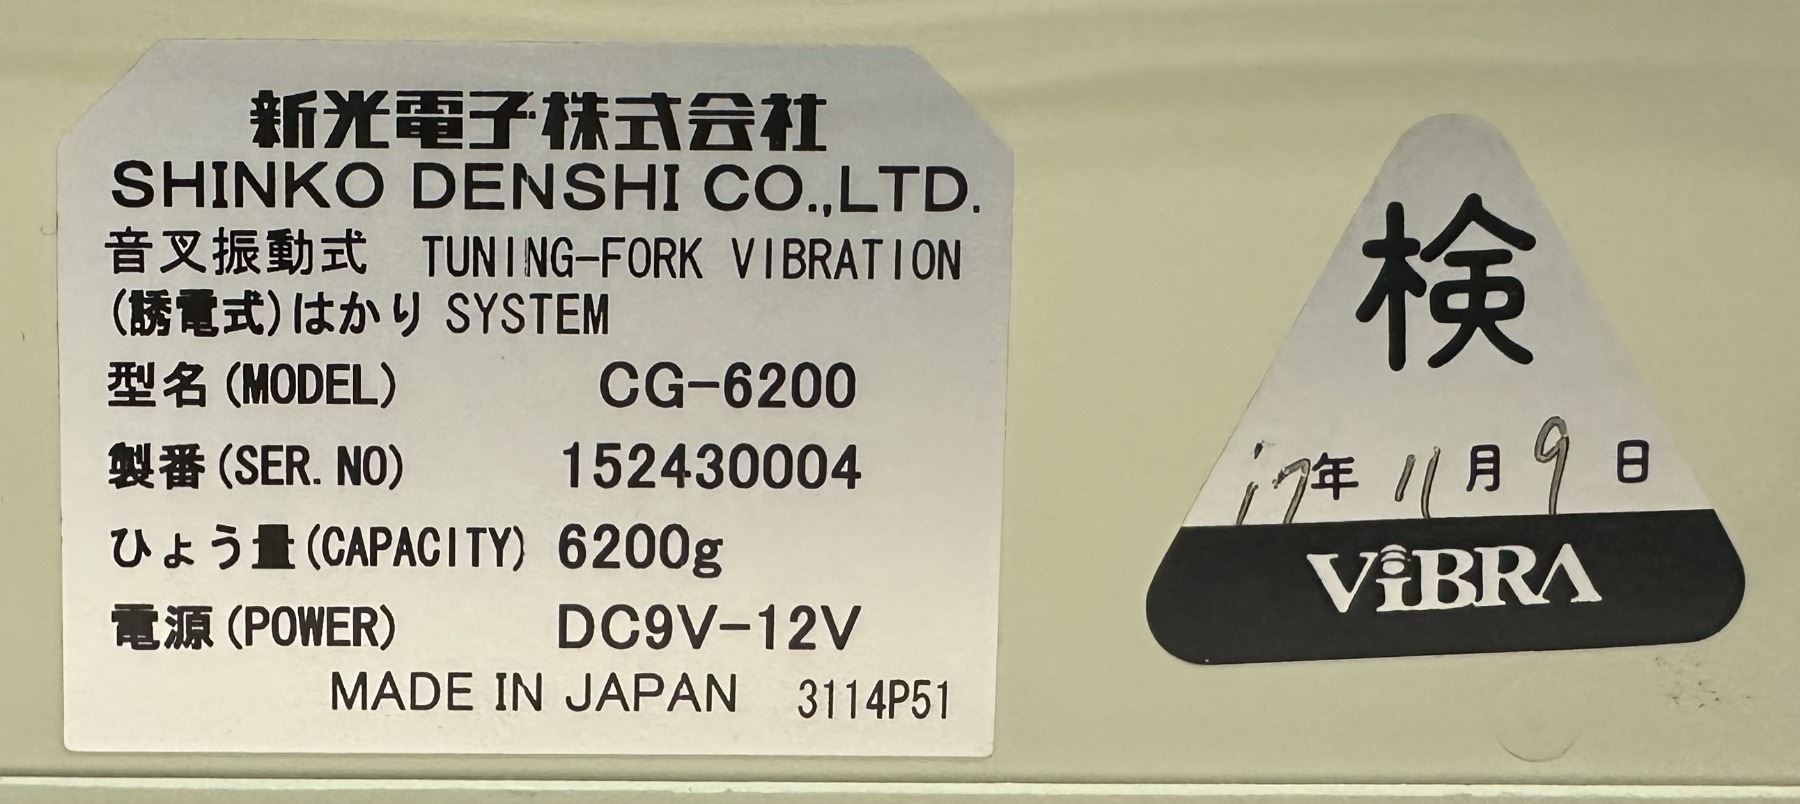 新光電子株式会社
SHINKO DENSHI CO.,LTD.
音叉振動式 TUNING-FORK VIBRATION
(誘電式)はかり SYSTEM
型名(MODEL) CG-6200
製番(SER.NO) 152430004
ひょう量(CAPACITY) 6200g
電源(POWER) DC9V-12V
MADE IN JAPAN 3114P51
検
17年 11月 9日
ViBRA